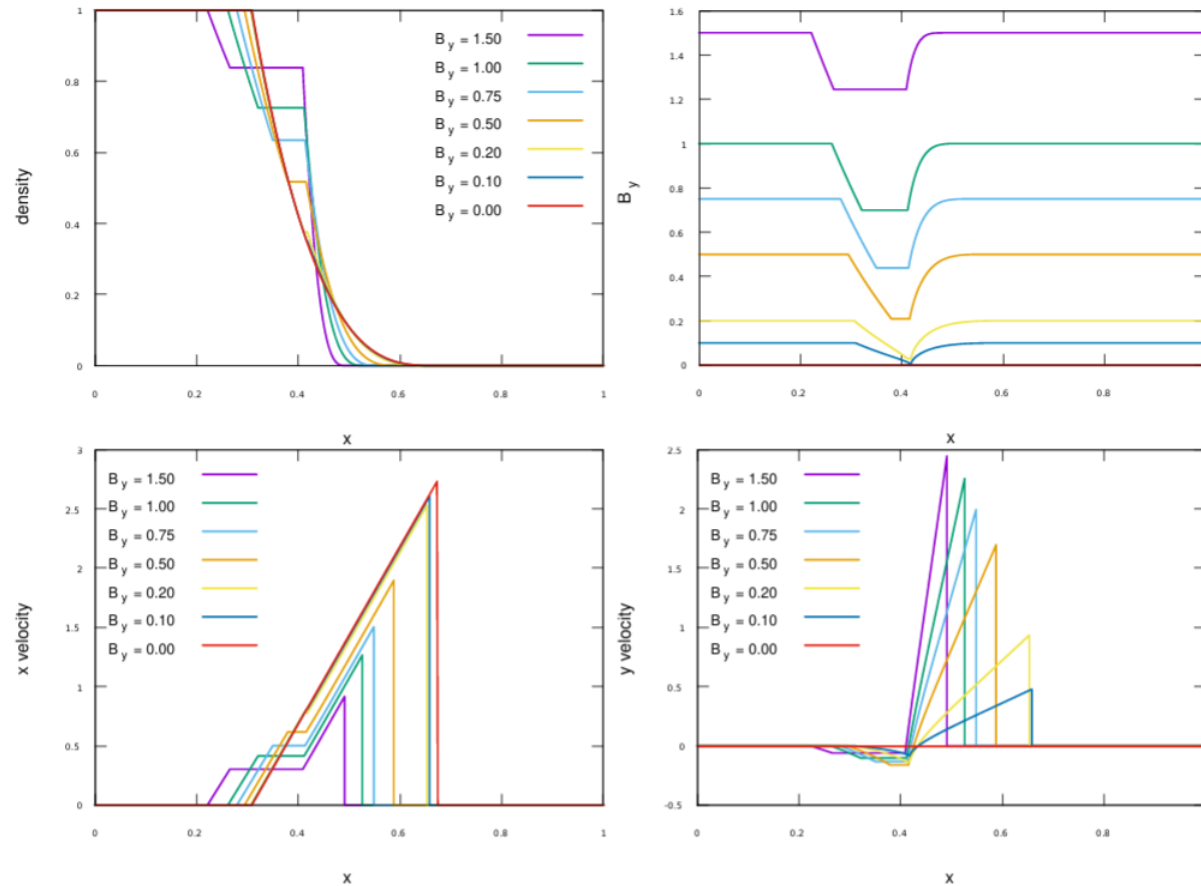 1
0.8
0.6
0.4
0.2
0
density
B y = 1.50
B y = 1.00
B y = 0.75
B y = 0.50
B y = 0.20
B y = 0.10
B y = 0.00
0 0.2 0.4 0.6 0.8 1
x
1.6
1.4
1.2
1
0.8
0.6
0.4
0.2
0
B y
0 0.2 0.4 0.6 0.8
x
3
2.5
2
1.5
1
0.5
0
x velocity
B y = 1.50
B y = 1.00
B y = 0.75
B y = 0.50
B y = 0.20
B y = 0.10
B y = 0.00
0 0.2 0.4 0.6 0.8 1
x
2.5
2
1.5
1
0.5
0
-0.5
y velocity
B y = 1.50
B y = 1.00
B y = 0.75
B y = 0.50
B y = 0.20
B y = 0.10
B y = 0.00
0 0.2 0.4 0.6 0.8
x